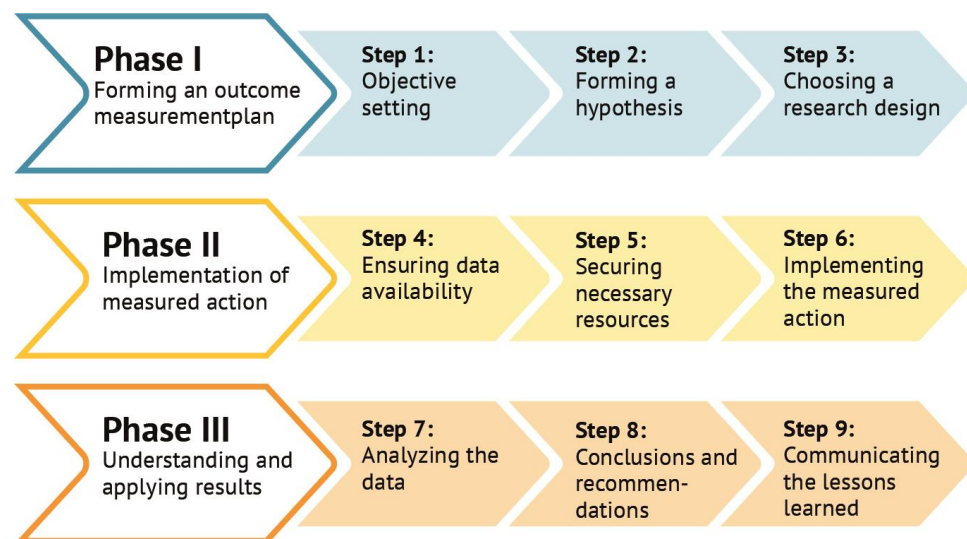 Phase I
Forming an outcome
measurementplan
Step 1:
Objective
setting
Step 2:
Forming a
hypothesis
Step 3:
Choosing a
research design
Phase II
Implementation of
measured action
Step 4:
Ensuring data
availability
Step 5:
Securing
necessary
resources
Step 6:
Implementing
the measured
action
Phase III
Understanding and
applying results
Step 7:
Analyzing the
data
Step 8:
Conclusions and
recommen-
dations
Step 9:
Communicating
the lessons
learned